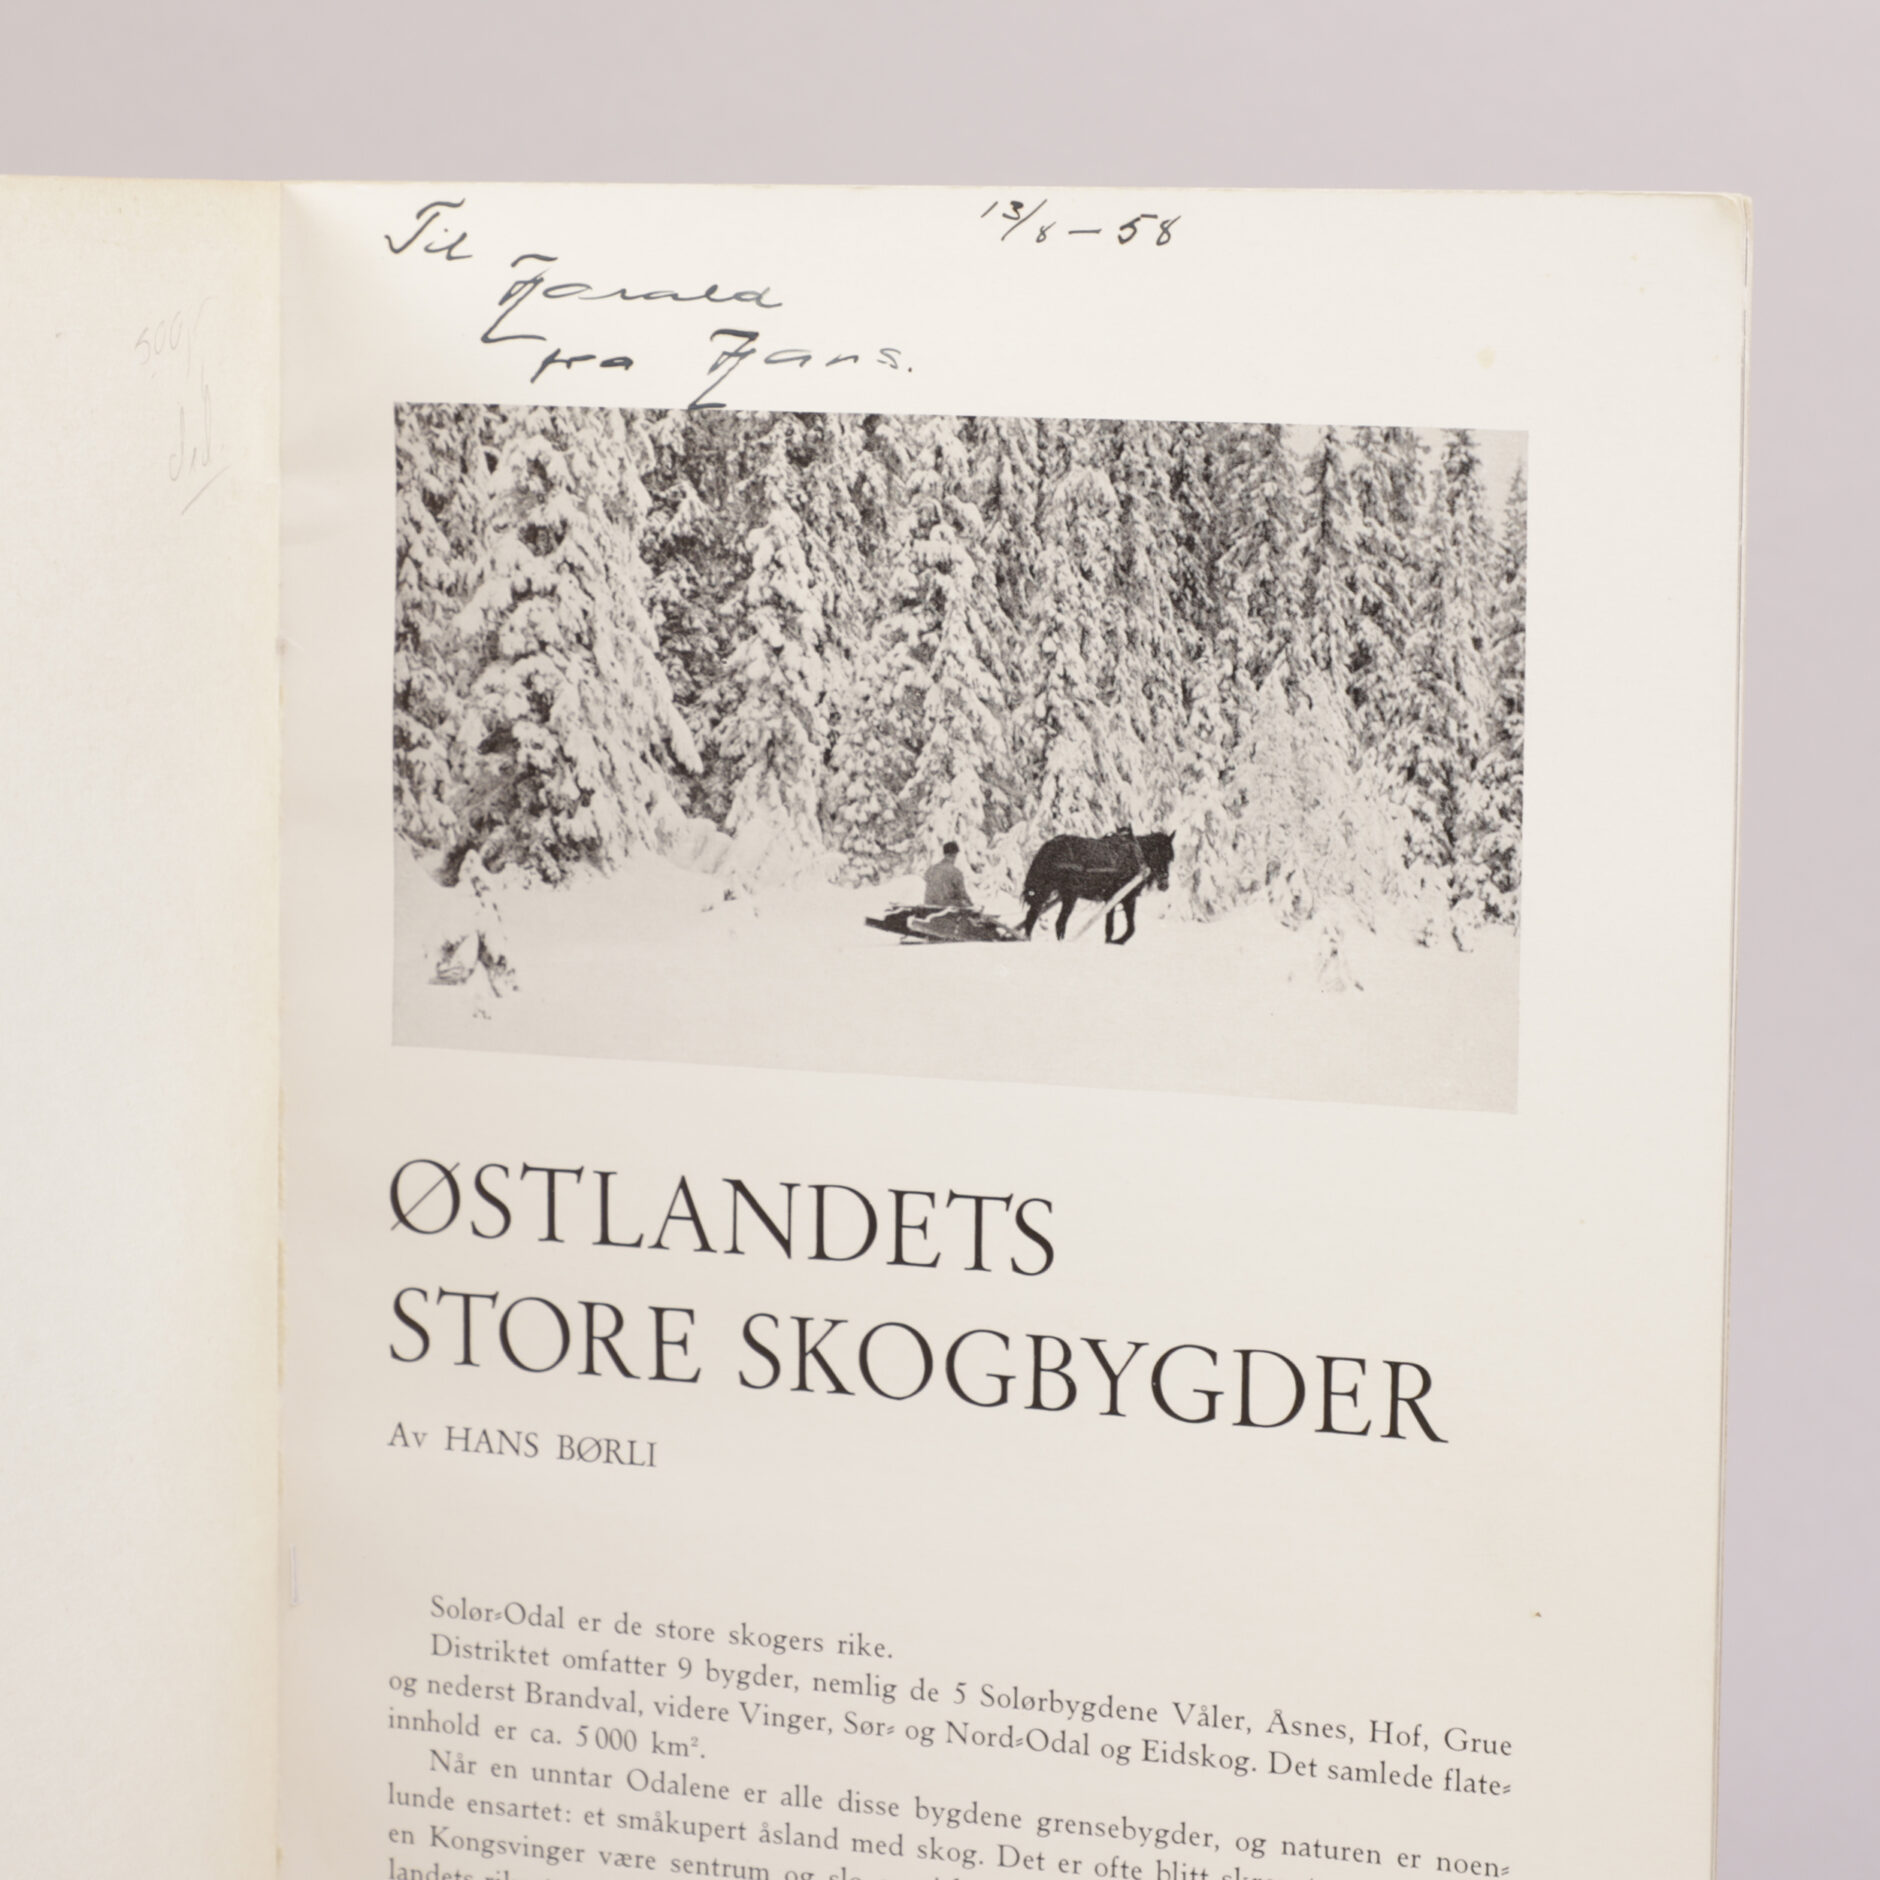 Til
13/8 - 58
Harald
fra Hans.
500,-
ØSTLANDETS
STORE SKOGBYGDER
Av HANS BØRLI
Solør-Odal er de store skogers rike.
Distriktet omfatter 9 bygder, nemlig de 5 Solørbygdene Våler, Åsnes, Hof, Grue
og nederst Brandval, videre Vinger, Sør- og Nord-Odal og Eidskog. Det samlede flate-
innhold er ca. 5 000 km².
Når en unntar Odalene er alle disse bygdene grensebygder, og naturen er noen-
lunde ensartet: et småkupert åsland med skog. Det er ofte blitt
en Kongsvinger være sentrum og
landets